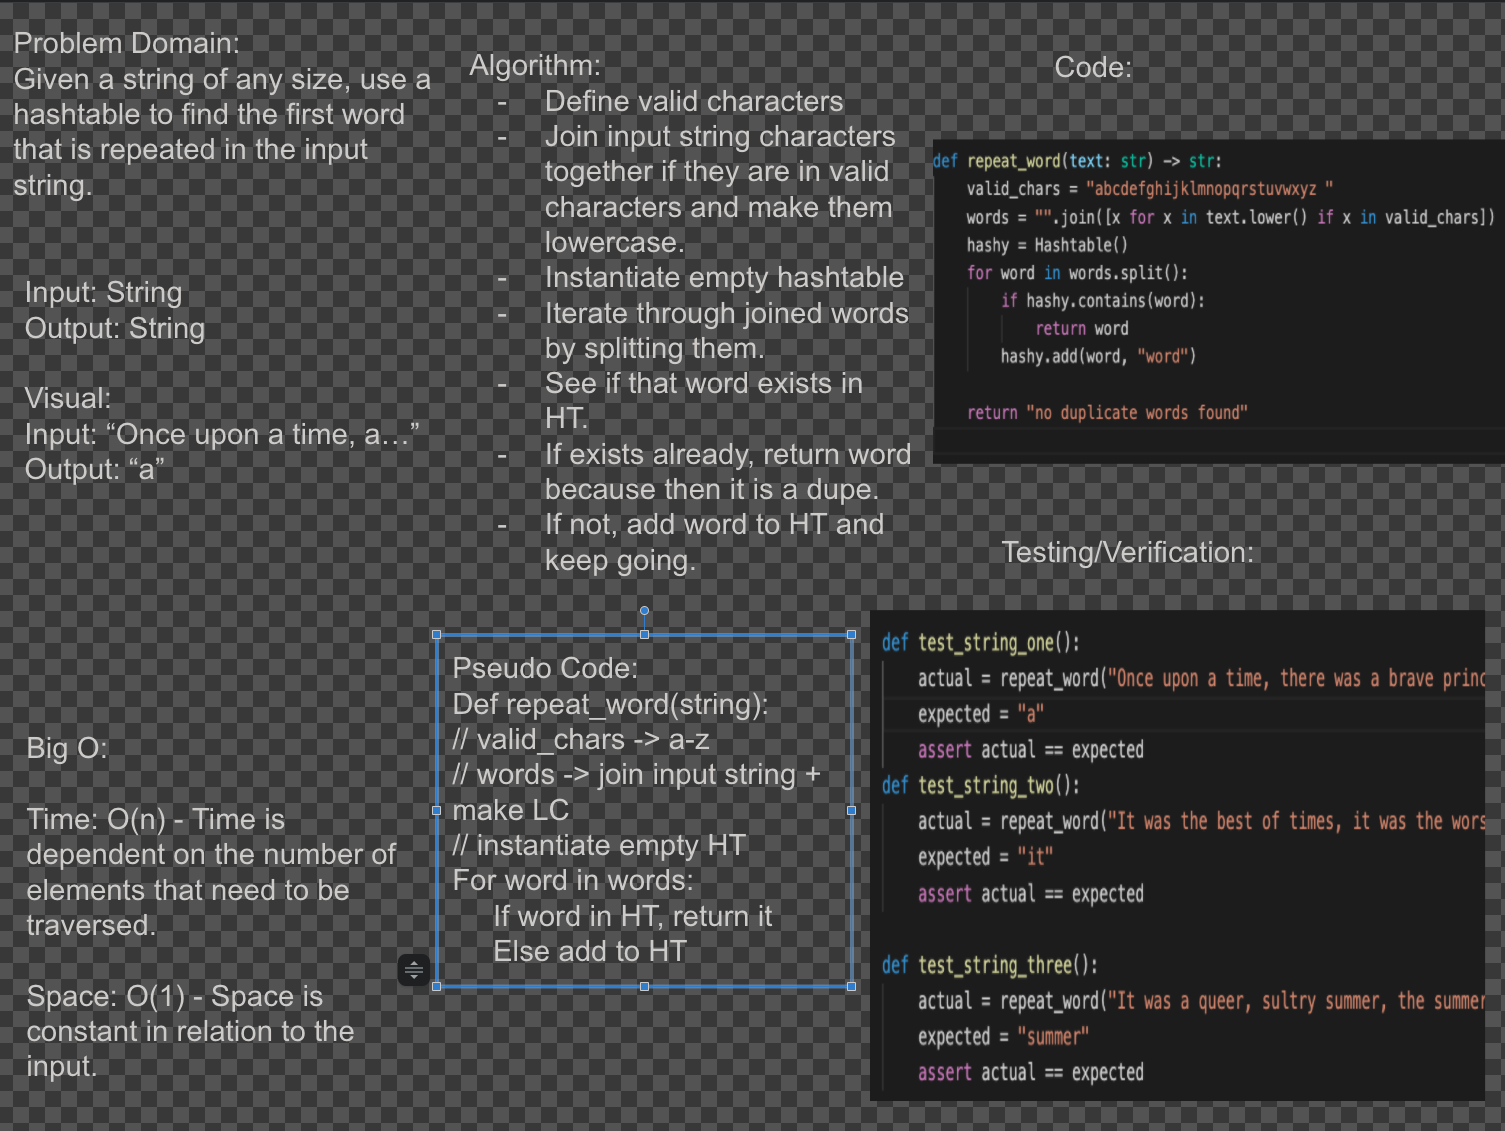 Problem Domain:
Given a string of any size, use a
hashtable to find the first word
that is repeated in the input
string.
Input: String
Output: String
Visual:
Input: “Once upon a time, a…”
Output: “a”
Big O:
Time: O(n) - Time is
dependent on the number of
elements that need to be
traversed.
Space: O(1) - Space is
constant in relation to the
input.
Algorithm:
- Define valid characters
- Join input string characters
together if they are in valid
characters and make them
lowercase.
- Instantiate empty hashtable
- Iterate through joined words
by splitting them.
- See if that word exists in
HT.
- If exists already, return word
because then it is a dupe.
- If not, add word to HT and
keep going.
Pseudo Code:
Def repeat_word(string):
// valid_chars -> a-z
// words -> join input string +
make LC
// instantiate empty HT
For word in words:
If word in HT, return it
Else add to HT
Code:
def repeat_word(text: str) -> str:
valid_chars = "abcdefghijklmnopqrstuvwxyz "
words = "".join([x for x in text.lower() if x in valid_chars])
hashy = Hashtable()
for word in words.split():
if hashy.contains(word):
return word
hashy.add(word, "word")
return "no duplicate words found"
Testing/Verification:
def test_string_one():
actual = repeat_word("Once upon a time, there was a brave princ
expected = "a"
assert actual == expected
def test_string_two():
actual = repeat_word("It was the best of times, it was the wors
expected = "it"
assert actual == expected
def test_string_three():
actual = repeat_word("It was a queer, sultry summer, the summer
expected = "summer"
assert actual == expected